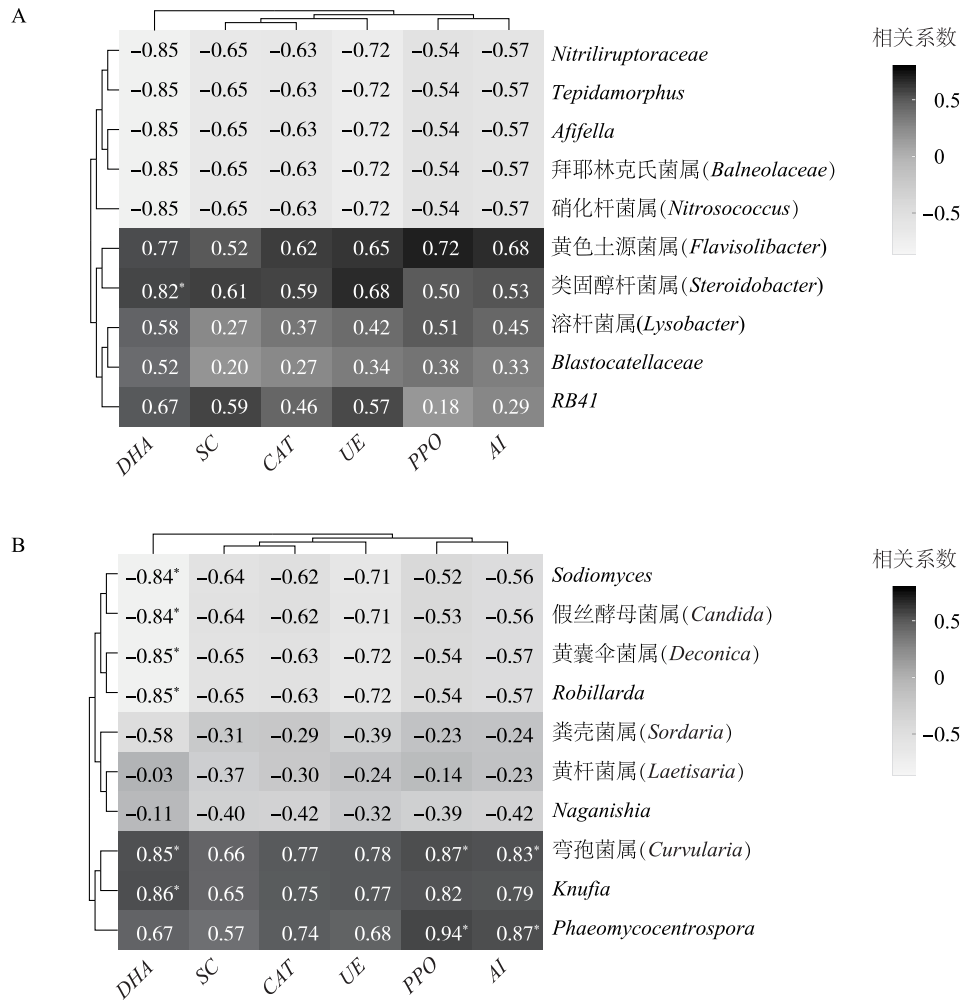 A
相关系数
−0.85 −0.65 −0.63 −0.72 −0.54 −0.57 Nitriliruptoraceae
−0.85 −0.65 −0.63 −0.72 −0.54 −0.57 Tepidamorphus
0.5
−0.85 −0.65 −0.63 −0.72 −0.54 −0.57 Afifella
0
−0.85 −0.65 −0.63 −0.72 −0.54 −0.57 拜耶林克氏菌属(Balneolaceae)
−0.85 −0.65 −0.63 −0.72 −0.54 −0.57 硝化杆菌属(Nitrosococcus)
−0.5
0.77 0.52 0.62 0.65 0.72 0.68 黄色土源菌属(Flavisolibacter)
0.82* 0.61 0.59 0.68 0.50 0.53 类固醇杆菌属(Steroidobacter)
0.58 0.27 0.37 0.42 0.51 0.45 溶杆菌属(Lysobacter)
0.52 0.20 0.27 0.34 0.38 0.33 Blastocatellaceae
0.67 0.59 0.46 0.57 0.18 0.29 RB41
DHA SC CAT UE PPO AI
B
相关系数
−0.84* −0.64 −0.62 −0.71 −0.52 −0.56 Sodiomyces
−0.84* −0.64 −0.62 −0.71 −0.53 −0.56 假丝酵母菌属(Candida)
0.5
−0.85* −0.65 −0.63 −0.72 −0.54 −0.57 黄囊伞菌属(Deconica)
0
−0.85* −0.65 −0.63 −0.72 −0.54 −0.57 Robillarda
−0.58 −0.31 −0.29 −0.39 −0.23 −0.24 粪壳菌属(Sordaria)
−0.5
−0.03 −0.37 −0.30 −0.24 −0.14 −0.23 黄杆菌属(Laetisaria)
−0.11 −0.40 −0.42 −0.32 −0.39 −0.42 Naganishia
0.85* 0.66 0.77 0.78 0.87* 0.83* 弯孢菌属(Curvularia)
0.86* 0.65 0.75 0.77 0.82 0.79 Knufia
0.67 0.57 0.74 0.68 0.94* 0.87* Phaeomycocentrospora
DHA SC CAT UE PPO AI